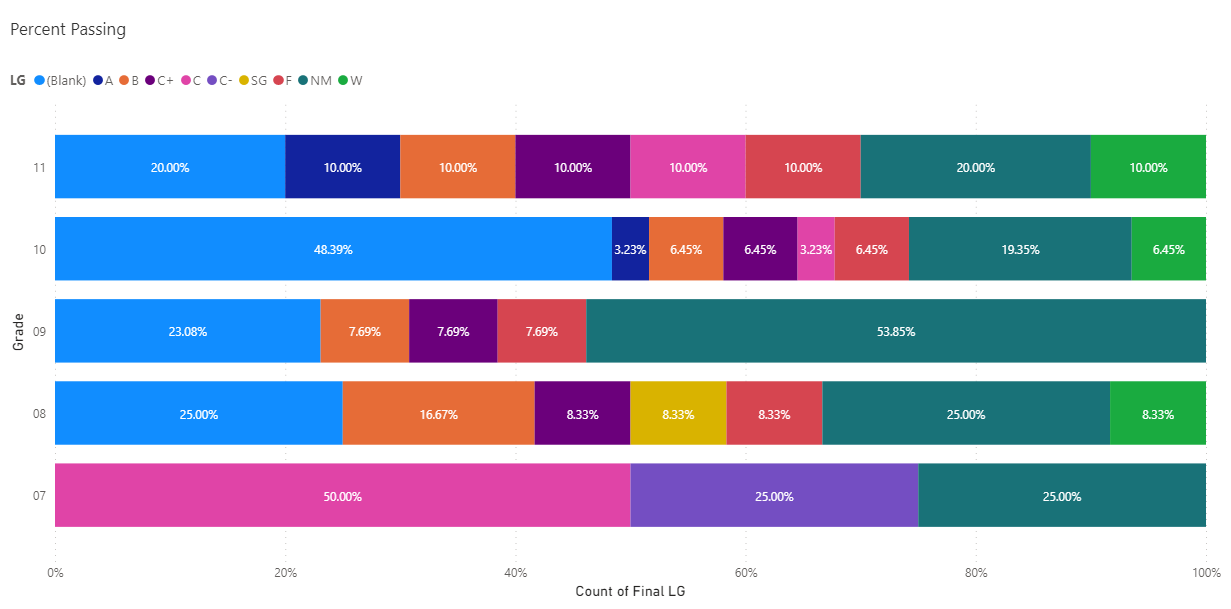 Percent Passing
LG (Blank) A B C+ C C- SG F NM W
11 20.00% 10.00% 10.00% 10.00% 10.00% 10.00% 20.00% 10.00%
10 48.39% 3.23% 6.45% 6.45% 3.23% 6.45% 19.35% 6.45%
Grade
09 23.08% 7.69% 7.69% 7.69% 53.85%
08 25.00% 16.67% 8.33% 8.33% 8.33% 25.00% 8.33%
07 50.00% 25.00% 25.00%
0% 20% 40% 60% 80% 100%
Count of Final LG